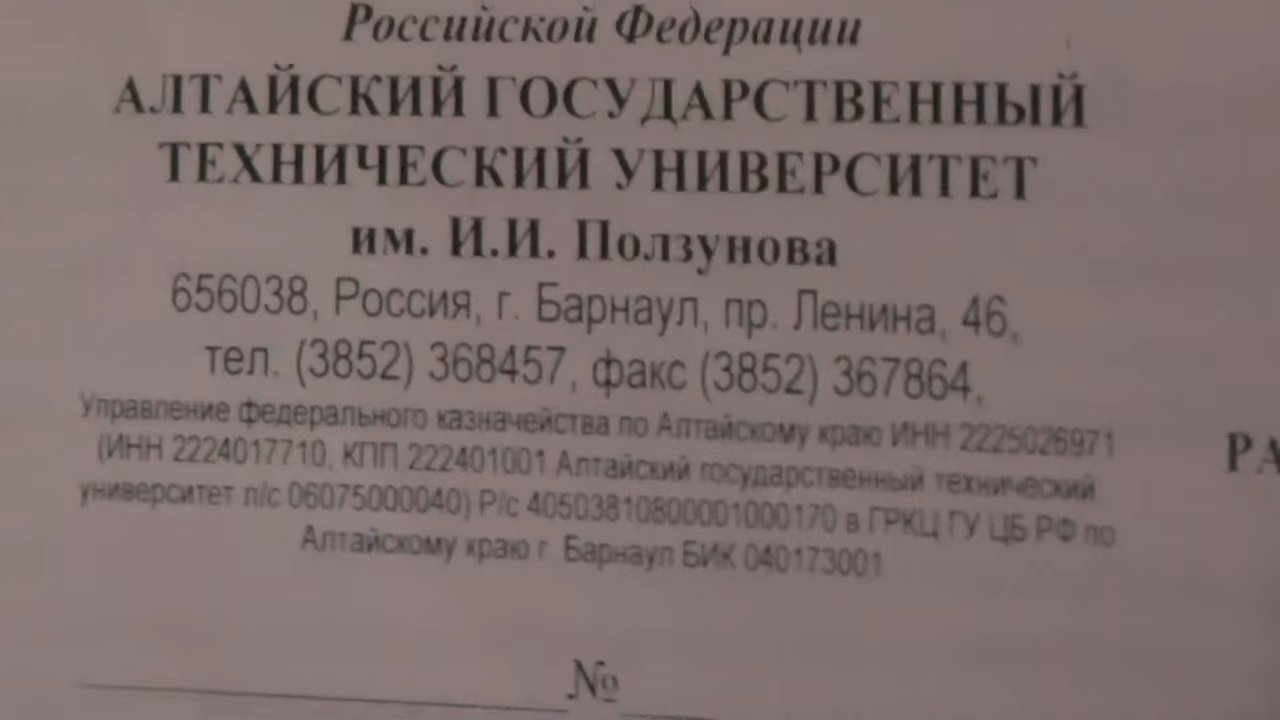 Российской Федерации
АЛТАЙСКИЙ ГОСУДАРСТВЕННЫЙ
ТЕХНИЧЕСКИЙ УНИВЕРСИТЕТ
им. И.И. Ползунова
656038, Россия, г. Барнаул, пр. Ленина, 46,
тел. (3852) 368457, факс (3852) 367864,
Управление федерального казначейства по Алтайскому краю ИНН 2225026971
(ИНН 2224017710, КПП 222401001 Алтайский государственный технический
университет л/с 06075000040) Р/с 40503810800001000170 в ГРКЦ ГУ ЦБ РФ по
Алтайскому краю г. Барнаул БИК 040173001
№